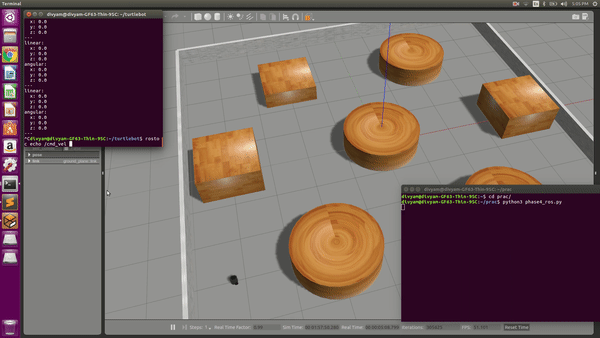 Terminal
5:05 PM
divyam@divyam-GF63-Thin-9SC: ~/turtlebot
x: 0.0
y: 0.0
z: 0.0
---
linear:
x: 0.0
y: 0.0
z: 0.0
angular:
x: 0.0
y: 0.0
z: 0.0
---
linear:
x: 0.0
y: 0.0
z: 0.0
angular:
x: 0.0
y: 0.0
z: 0.0
---
^Cdivyam@divyam-GF63-Thin-9SC:~/turtlebot$ rosto
c echo /cmd_vel
pose
link
divyam@divyam-GF63-Thin-9SC: ~/prac
divyam@divyam-GF63-Thin-9SC:~$ cd prac/
divyam@divyam-GF63-Thin-9SC:~/prac$ python3 phase4_ros.py
Steps: Real Time Factor: Sim Time: Real Time: Iterations: FPS: Reset Time